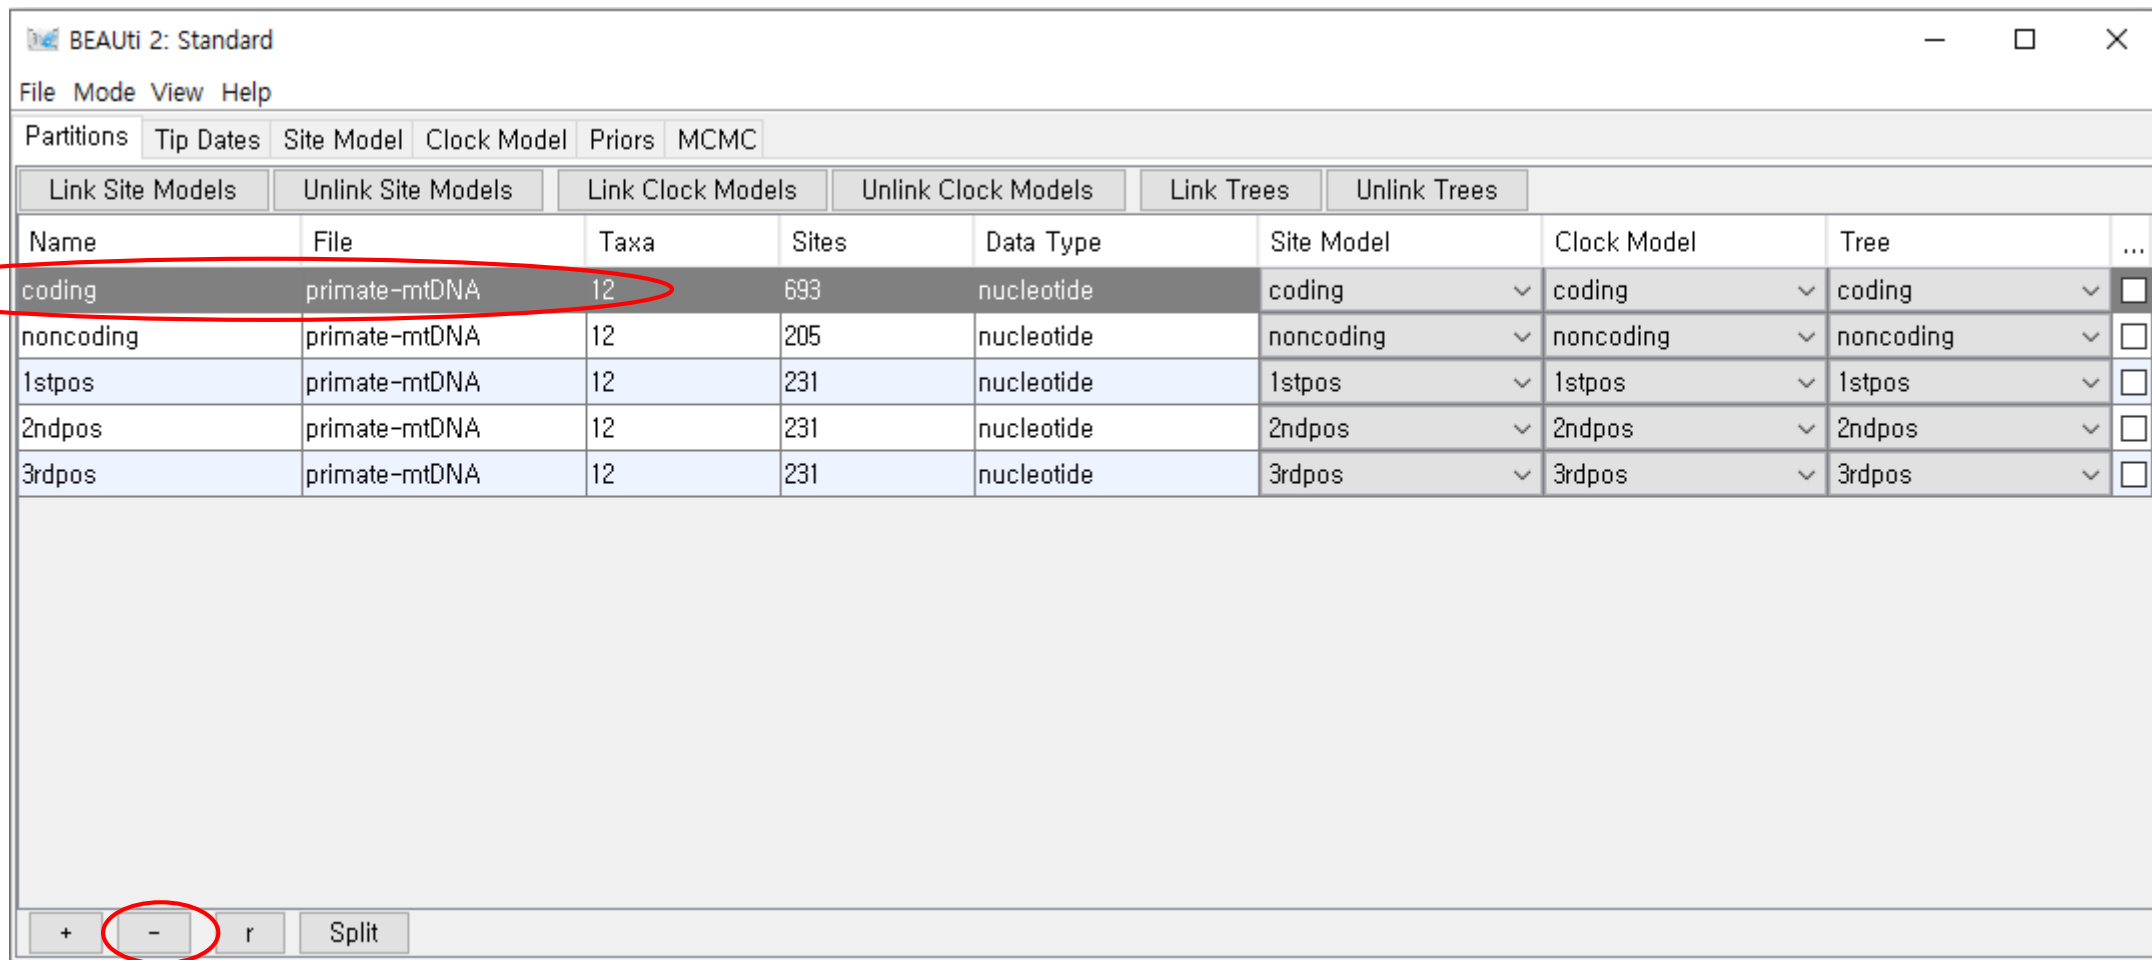 BEAUti 2: Standard
File Mode View Help
Partitions Tip Dates Site Model Clock Model Priors MCMC
Link Site Models Unlink Site Models Link Clock Models Unlink Clock Models Link Trees Unlink Trees
Name File Taxa Sites Data Type Site Model Clock Model Tree ...
coding primate-mtDNA 12 693 nucleotide coding coding coding
noncoding primate-mtDNA 12 205 nucleotide noncoding noncoding noncoding
1stpos primate-mtDNA 12 231 nucleotide 1stpos 1stpos 1stpos
2ndpos primate-mtDNA 12 231 nucleotide 2ndpos 2ndpos 2ndpos
3rdpos primate-mtDNA 12 231 nucleotide 3rdpos 3rdpos 3rdpos
+ - r Split